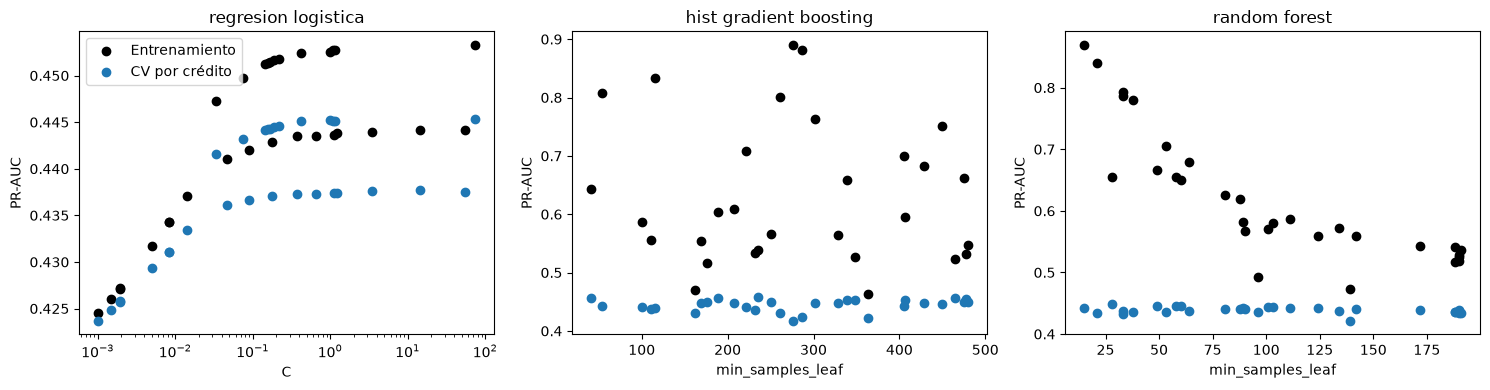 regresion logistica
Entrenamiento
CV por crédito
PR-AUC
0.450
0.445
0.440
0.435
0.430
0.425
10⁻³ 10⁻² 10⁻¹ 10⁰ 10¹ 10²
C
hist gradient boosting
PR-AUC
0.9
0.8
0.7
0.6
0.5
0.4
100 200 300 400 500
min_samples_leaf
random forest
PR-AUC
0.8
0.7
0.6
0.5
0.4
25 50 75 100 125 150 175
min_samples_leaf